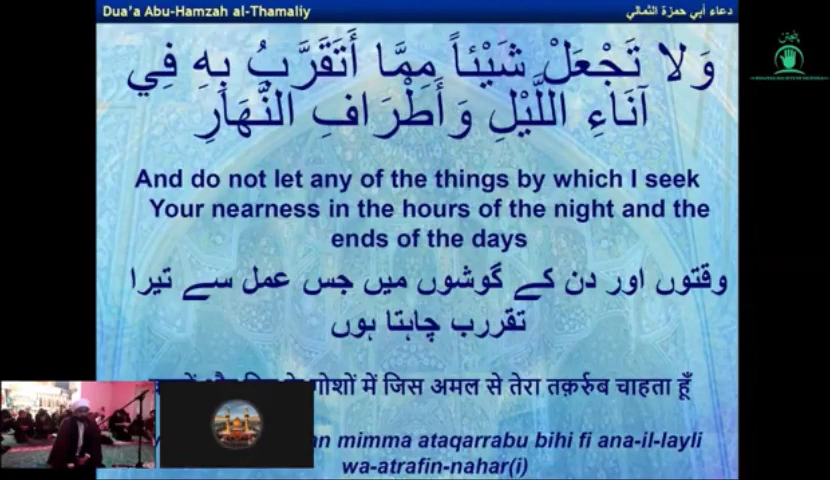 Dua'a Abu-Hamzah al-Thamaliy
دعاء أبي حمزة الثمالي
وَلا تَجْعَلْ شَيْئاً مِمَّا أَتَقَرَّبُ بِهِ فِي
آنَاءِ اللَّيْلِ وَأَطْرَافِ النَّهَارِ
And do not let any of the things by which I seek
Your nearness in the hours of the night and the
ends of the days
وقتوں اور دن کے گوشوں میں جس عمل سے تیرا
تقررب چاہتا ہوں
गोशों में जिस अमल से तेरा तक़र्रुब चाहता हूँ
mimma ataqarrabu bihi fi ana-il-layli
wa-atrafin-nahar(i)